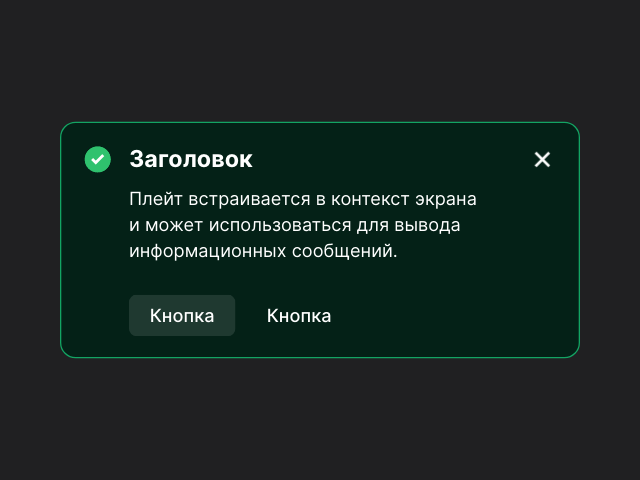 Заголовок
Плейт встраивается в контекст экрана
и может использоваться для вывода
информационных сообщений.
Кнопка Кнопка